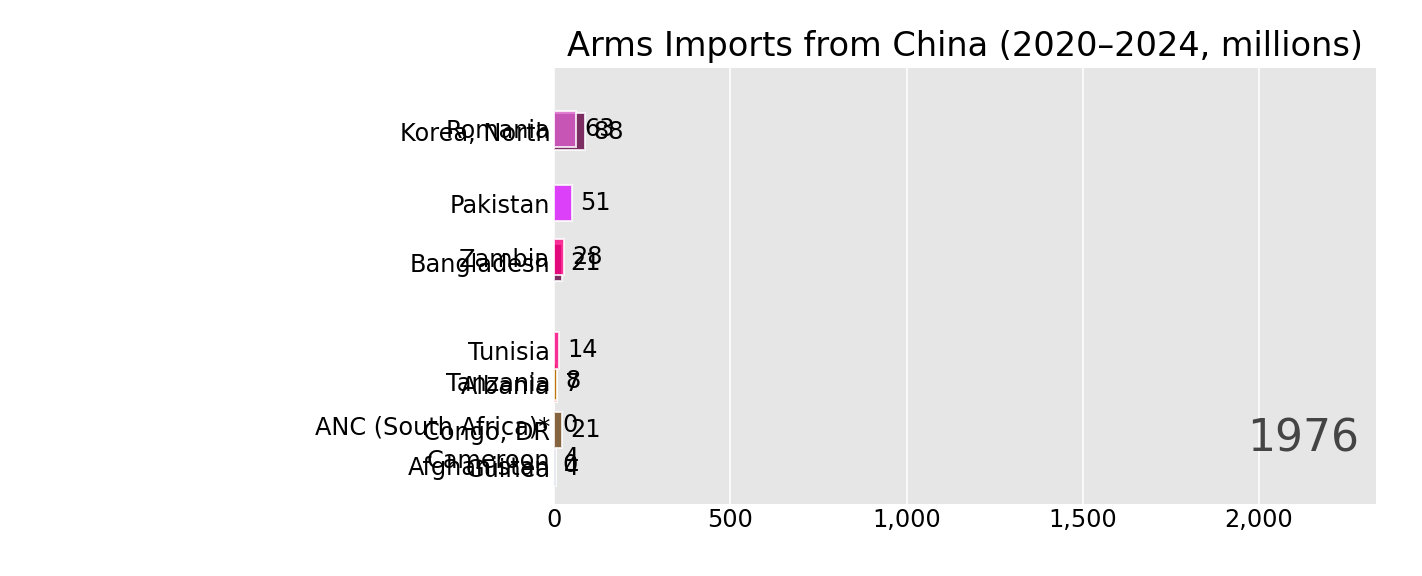 Arms Imports from China (2020–2024, millions)
Romania 63
Korea, North 88
Pakistan 51
Zambia 28
Bangladesh 21
Tunisia 14
Tanzania 8
Albania 7
ANC (South Africa)* 0
Congo, DR 21
1976
Cameroon 4
Afghanistan
Guinea 4
0 500 1,000 1,500 2,000